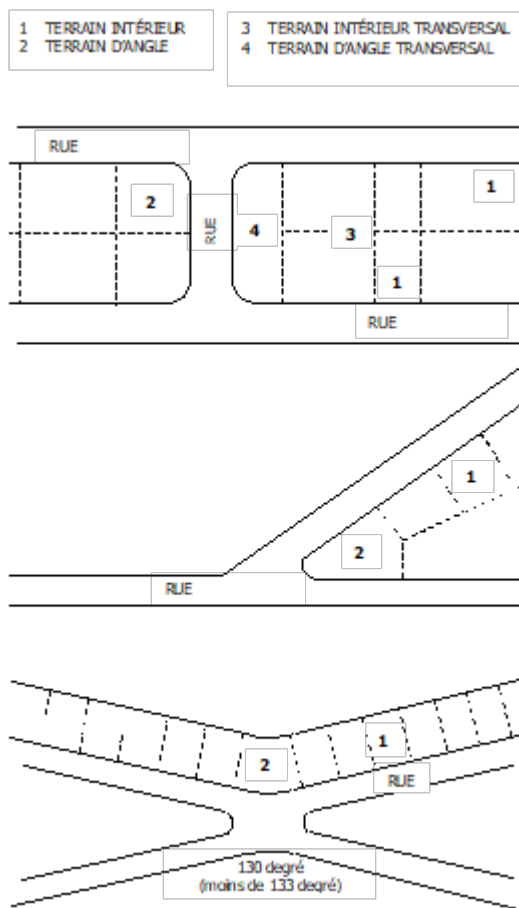 1 TERRAIN INTÉRIEUR
2 TERRAIN D'ANGLE
3 TERRAIN INTÉRIEUR TRANSVERSAL
4 TERRAIN D'ANGLE TRANSVERSAL
RUE
2
RUE
4
3
1
1
RUE
1
2
RUE
1
2
RUE
130 degré
(moins de 133 degré)